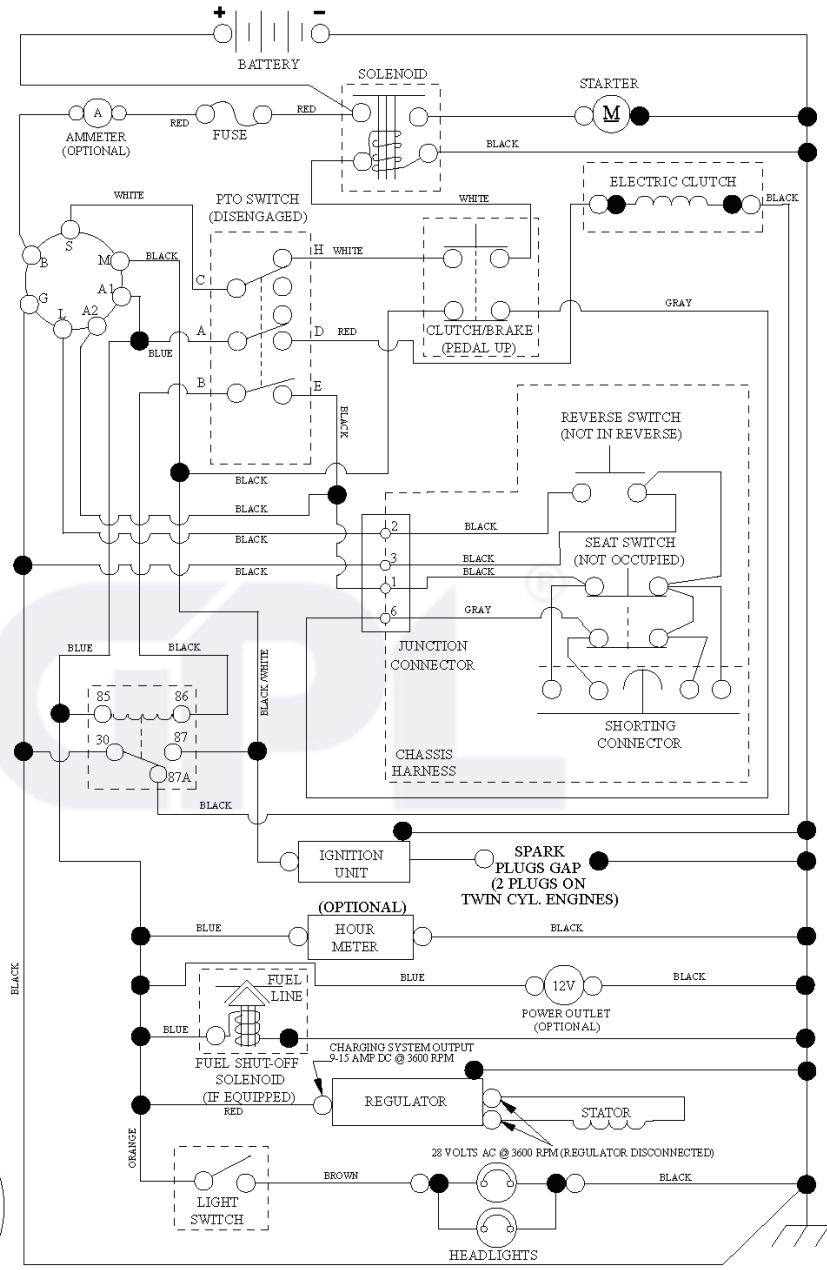 + -
BATTERY
SOLENOID
STARTER
A
RED
FUSE
RED
M
AMMETER
(OPTIONAL)
BLACK
WHITE
PTO SWITCH
(DISENGAGED)
WHITE
ELECTRIC CLUTCH
BLACK
S
B
M
BLACK
C
H
WHITE
G
L
A2
A1
GRAY
BLUE
A
D
RED
CLUTCH/BRAKE
(PEDAL UP)
B
E
BLACK
REVERSE SWITCH
(NOT IN REVERSE)
BLACK
BLACK
BLACK
2
BLACK
SEAT SWITCH
(NOT OCCUPIED)
BLACK
3
BLACK
1
BLACK
6
GRAY
®
GPL
JUNCTION
CONNECTOR
BLUE
BLACK
BLACK/WHITE
85
86
30
87
87A
SHORTING
CONNECTOR
CHASSIS
HARNESS
BLACK
IGNITION
UNIT
SPARK
PLUGS GAP
(2 PLUGS ON
TWIN CYL. ENGINES)
(OPTIONAL)
BLUE
HOUR
METER
BLACK
BLACK
FUEL
LINE
BLUE
12V
BLACK
POWER OUTLET
(OPTIONAL)
BLUE
FUEL SHUT-OFF
SOLENOID
(IF EQUIPPED)
CHARGING SYSTEM OUTPUT
9-15 AMP DC @ 3600 RPM
RED
REGULATOR
STATOR
ORANGE
28 VOLTS AC @ 3600 RPM (REGULATOR DISCONNECTED)
LIGHT
SWITCH
BROWN
BLACK
HEADLIGHTS